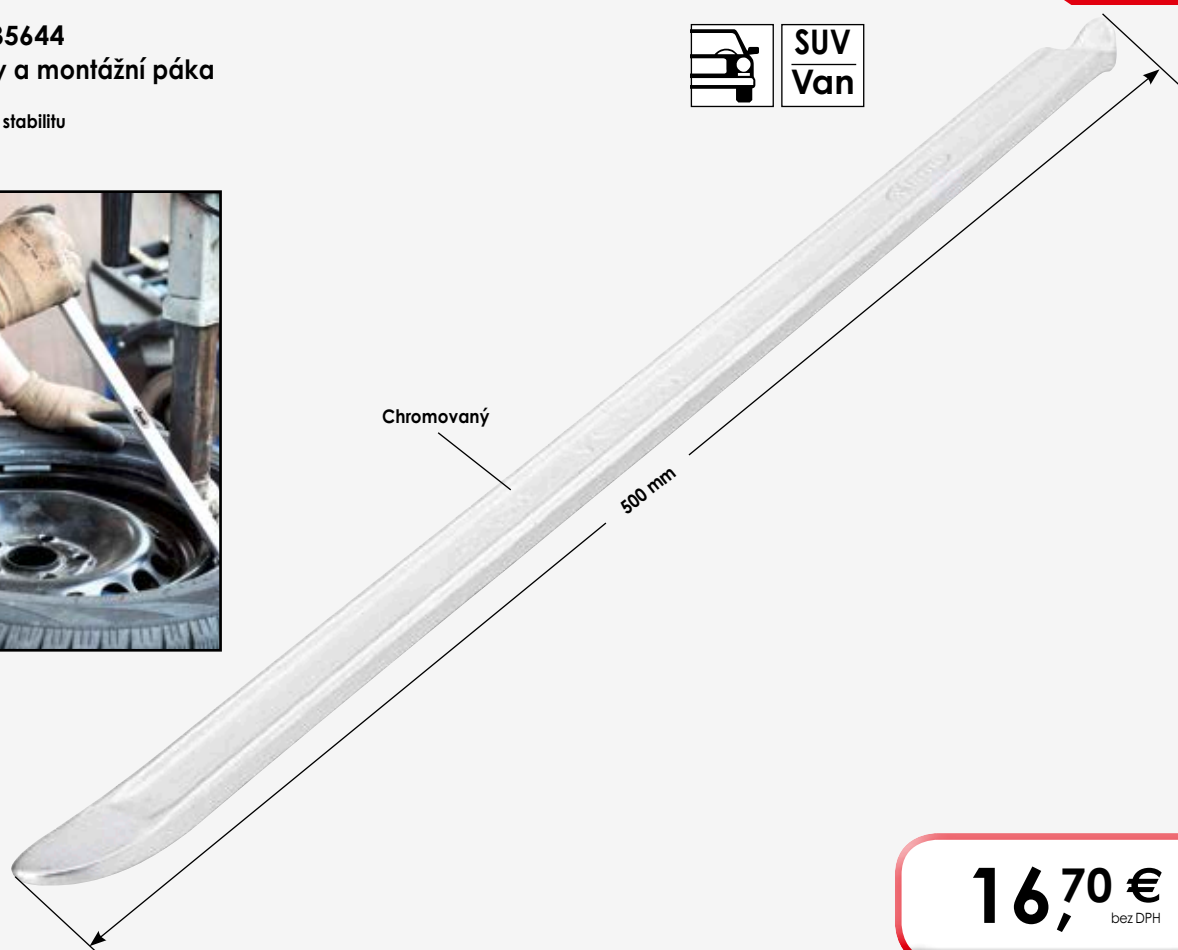 35644
y a montážní páka
stabilitu
SUV
Van
Chromovaný
500 mm
16,70 €
bez DPH